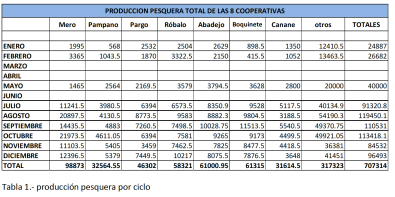 PRODUCCION PESQUERA TOTAL DE LAS 8 COOPERATIVAS
Mero Pampano Pargo Róbalo Abadejo Boquinete Canane otros TOTALES
ENERO 1995 568 2532 2504 2629 898.5 1350 12410.5 24887
FEBRERO 3365 1043.5 1870 3322.5 2150 415.5 1052 13463.5 26682
MARZO
ABRIL
MAYO 1465 2564 2169.5 3579 3794.5 3628 2800 20000 40000
JUNIO
JULIO 11241.5 3980.5 6394 6573.5 8350.9 9528 5117.5 40134.9 91320.8
AGOSTO 20897.5 4130.5 8773.5 9583 8882.3 9804.5 3188.5 54190.3 119450.1
SEPTIEMBRE 14435.5 4883 7260.5 7498.5 10028.75 11513.5 5540.5 49370.75 110531
OCTUBRE 21973.5 4611.05 6394 7581 9265 9173 4499.5 49921.05 113418.1
NOVIEMBRE 11103.5 5405 3459 7462.5 7825 8477.5 4418.5 36381 84532
DICIEMBRE 12396.5 5379 7449.5 10217 8075.5 7876.5 3648 41451 96493
TOTAL 98873 32564.55 46302 58321 61000.95 61315 31614.5 317323 707314
Tabla 1.- producción pesquera por ciclo